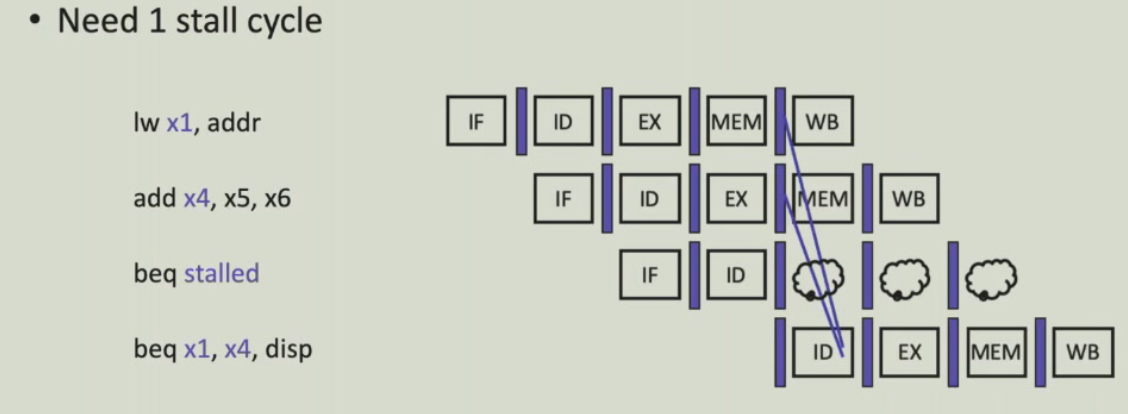 • Need 1 stall cycle
lw x1, addr IF ID EX MEM WB
add x4, x5, x6 IF ID EX MEM WB
beq stalled IF ID
beq x1, x4, disp ID EX MEM WB